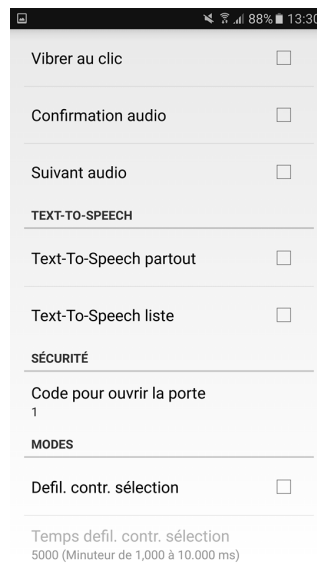 88% 13:30
Vibrer au clic
Confirmation audio
Suivant audio
TEXT-TO-SPEECH
Text-To-Speech partout
Text-To-Speech liste
SÉCURITÉ
Code pour ouvrir la porte
1
MODES
Defil. contr. sélection
Temps defil. contr. sélection
5000 (Minuteur de 1,000 à 10.000 ms)